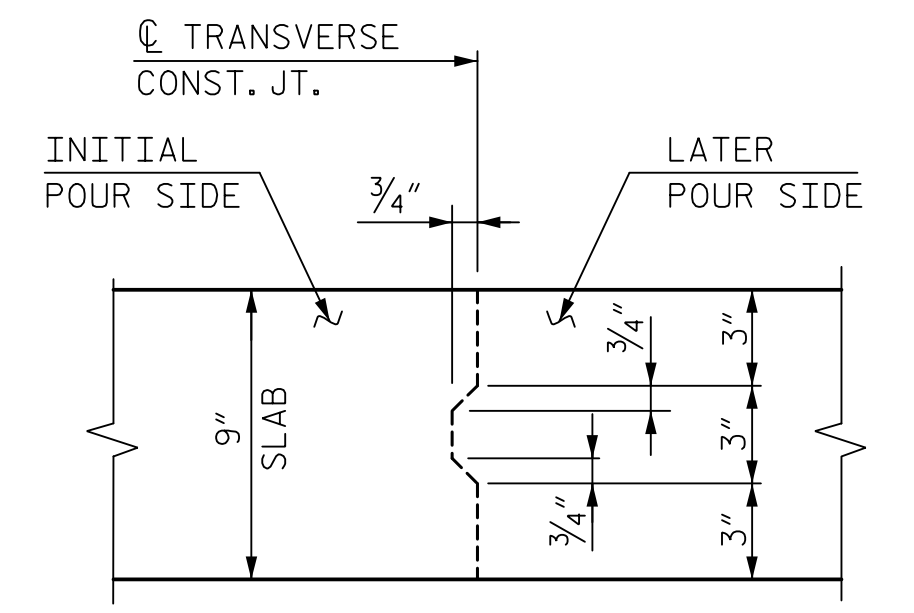 ℄ TRANSVERSE
CONST. JT.
INITIAL
POUR SIDE
LATER
POUR SIDE
3/4"
3/4"
3"
9"
SLAB
3"
3/4"
3"